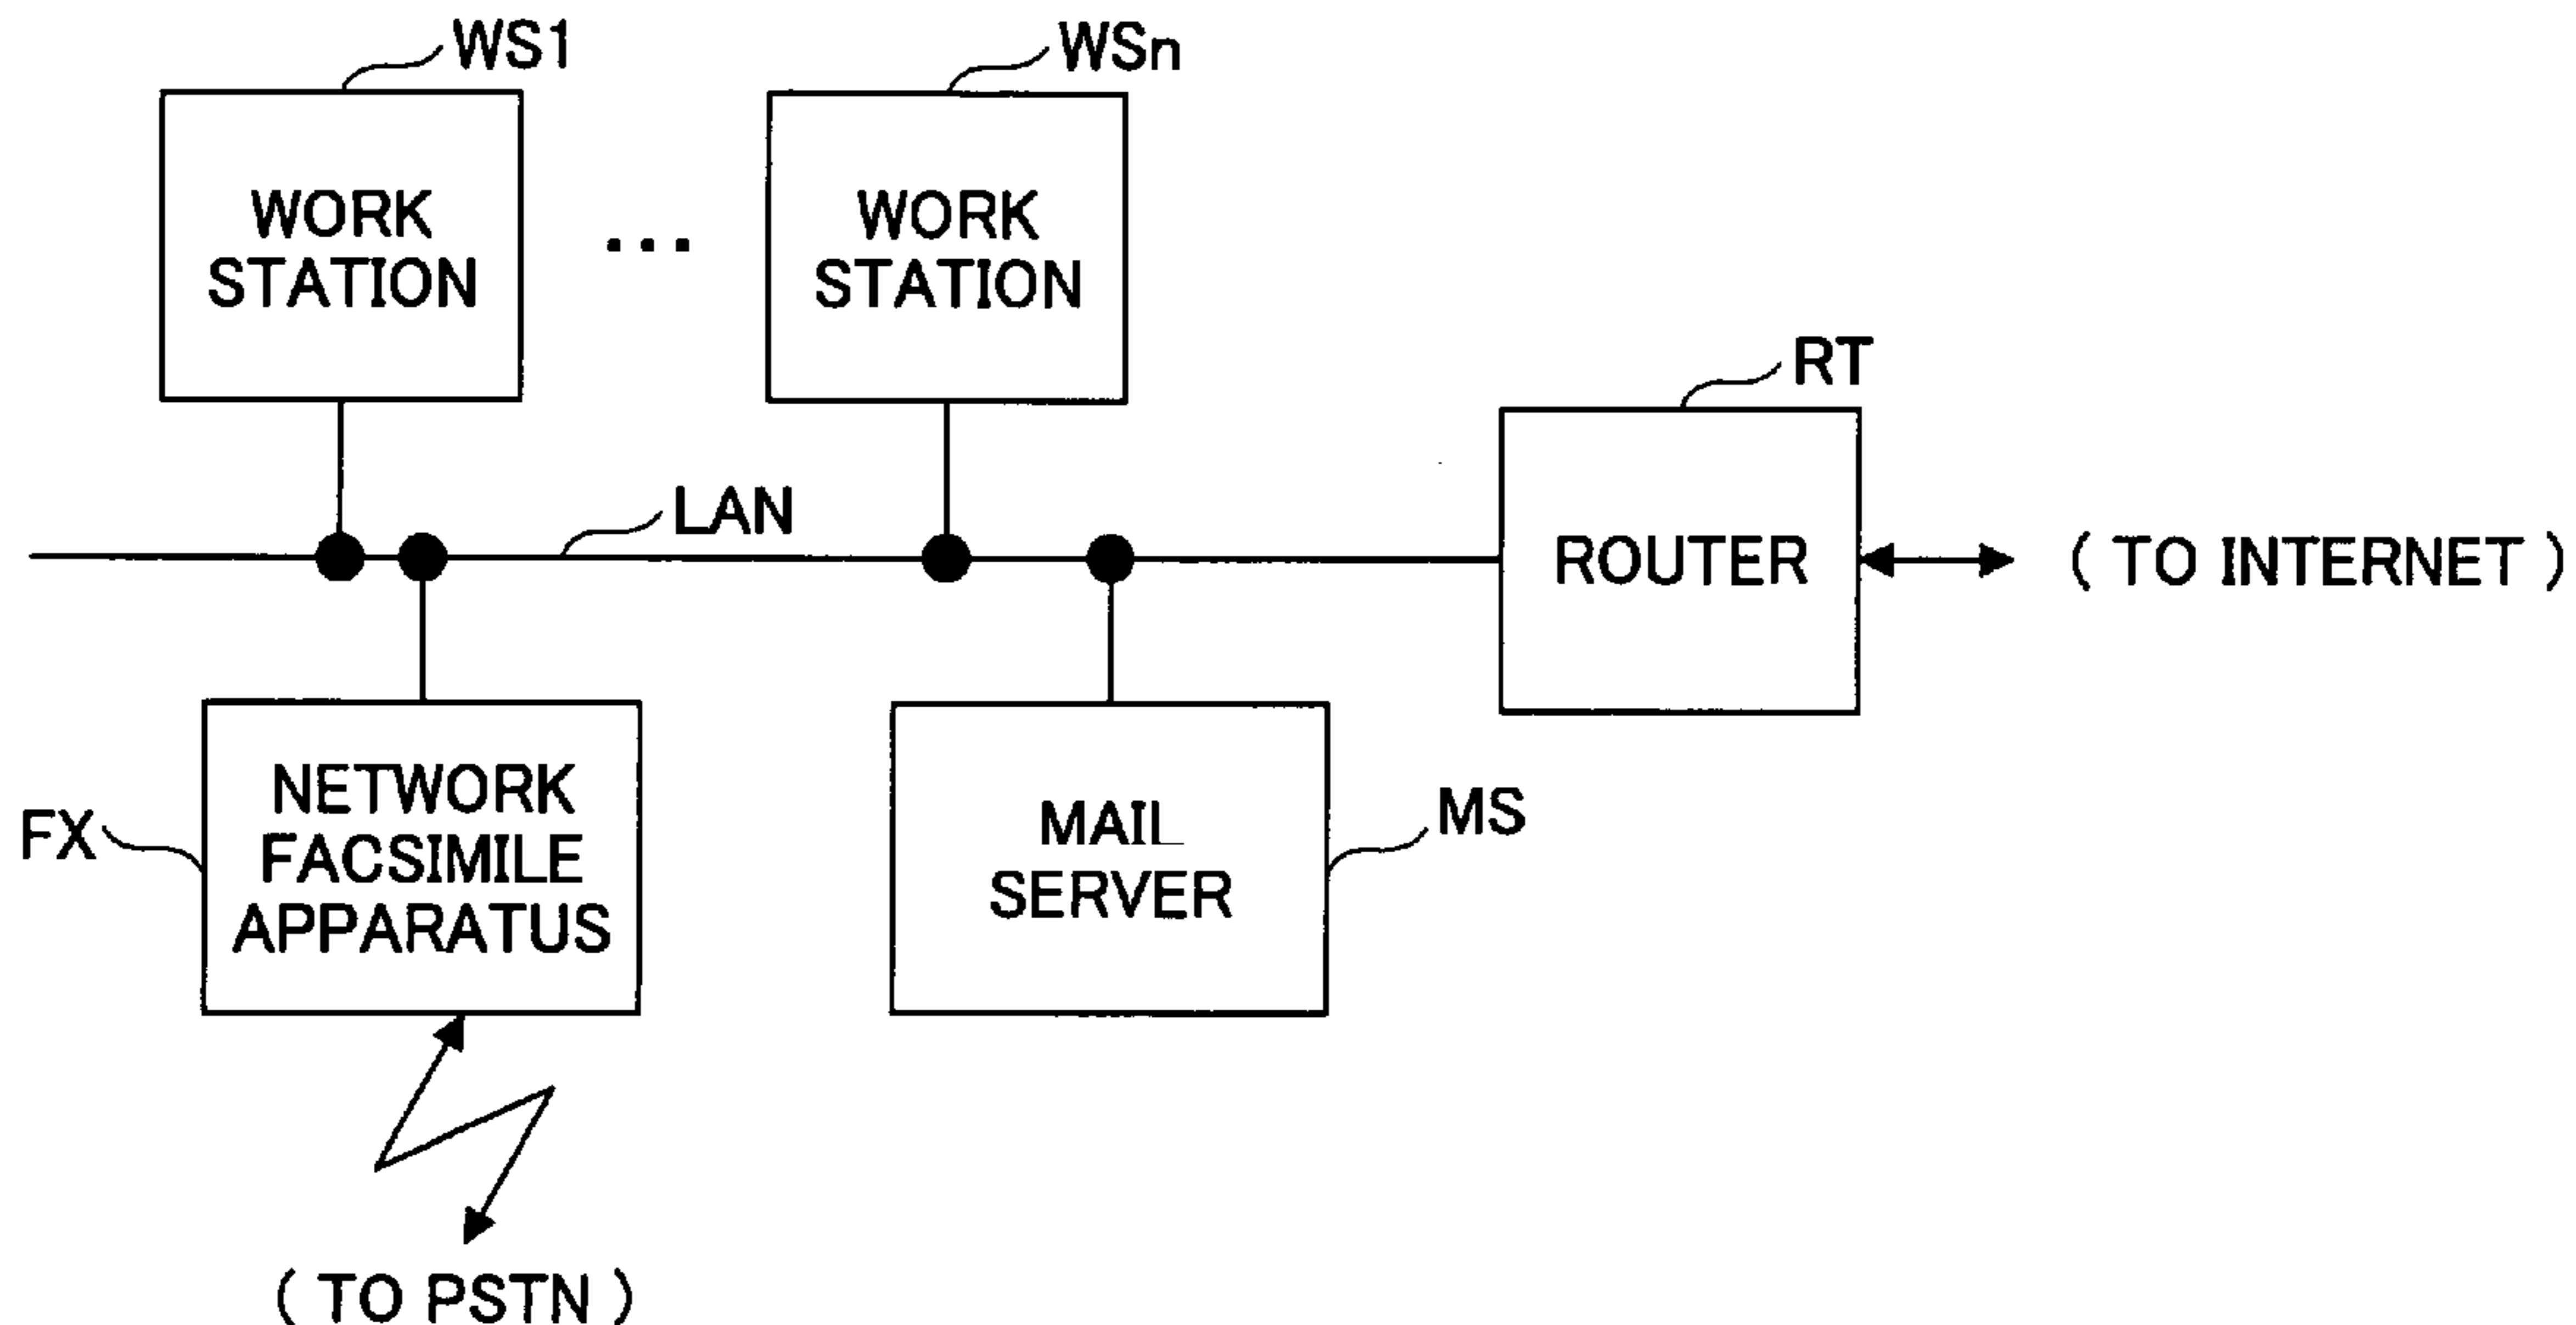 WS1
WSn
WORK
STATION
...
WORK
STATION
RT
LAN
ROUTER
( TO INTERNET )
FX
NETWORK
FACSIMILE
APPARATUS
MAIL
SERVER
MS
( TO PSTN )